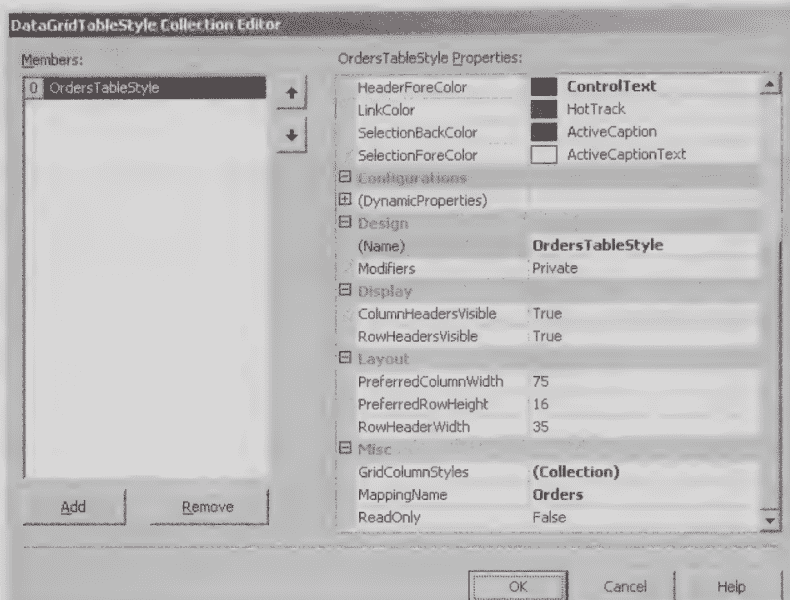 DataGridTableStyle Collection Editor
Members:
0 OrdersTableStyle
Add
Remove
OrdersTableStyle Properties:
HeaderForeColor ControlText
LinkColor HotTrack
SelectionBackColor ActiveCaption
SelectionForeColor ActiveCaptionText
Configurations
(DynamicProperties)
Design
(Name) OrdersTableStyle
Modifiers Private
Display
ColumnHeadersVisible True
RowHeadersVisible True
Layout
PreferredColumnWidth 75
PreferredRowHeight 16
RowHeaderWidth 35
Misc
GridColumnStyles (Collection)
MappingName Orders
ReadOnly False
OK
Cancel
Help